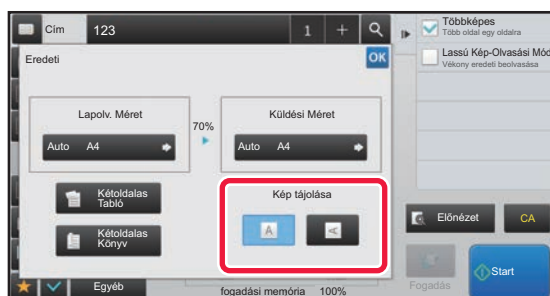 Cím
123
1
+
Többképes
Több oldal egy oldalra
Eredeti
OK
Lassú Kép-Olvasási Mód
Vékony eredeti beolvasása
Lapolv. Méret
70%
Küldési Méret
Auto A4
Auto A4
Kétoldalas
Tabló
Kép tájolása
Kétoldalas
Könyv
A
A
Előnézet
CA
Egyéb
fogadási memória 100%
Fogadás
Start